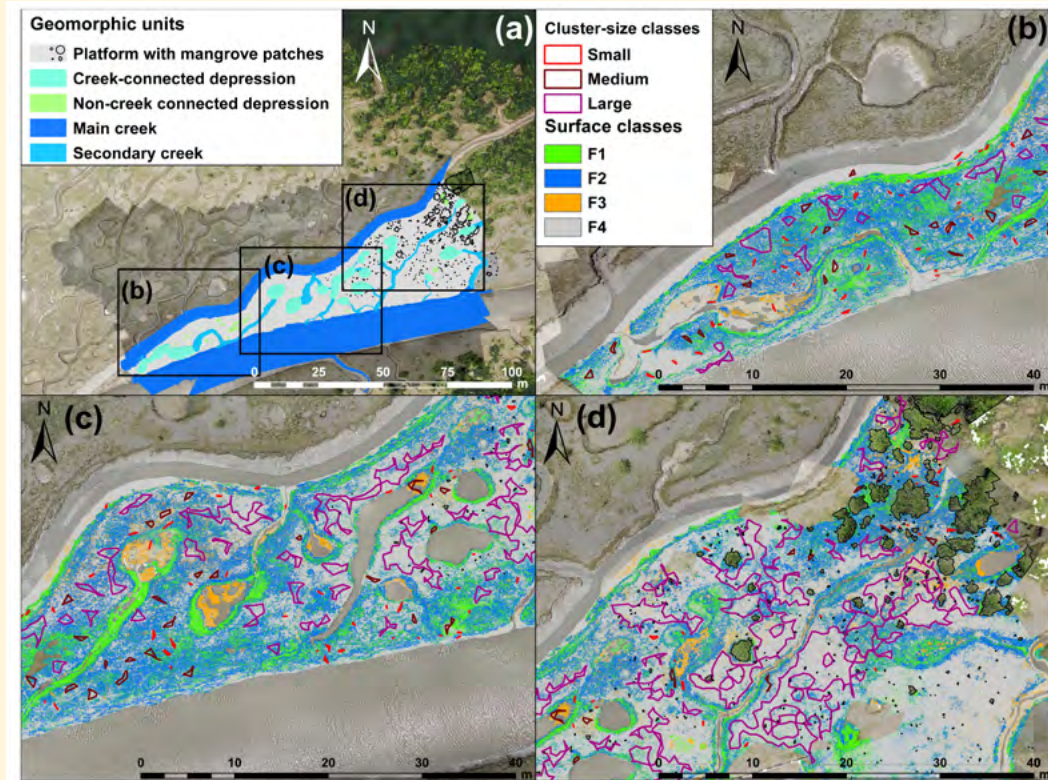 Geomorphic units
Platform with mangrove patches
Creek-connected depression
Non-creek connected depression
Main creek
Secondary creek
N
(a)
(d)
(c)
(b)
0 25 50 75 100
m
Cluster-size classes
Small
Medium
Large
Surface classes
F1
F2
F3
F4
N
(b)
0 10 20 30 40
m
N
(c)
0 10 20 30 40
m
N
(d)
0 10 20 30 40
m